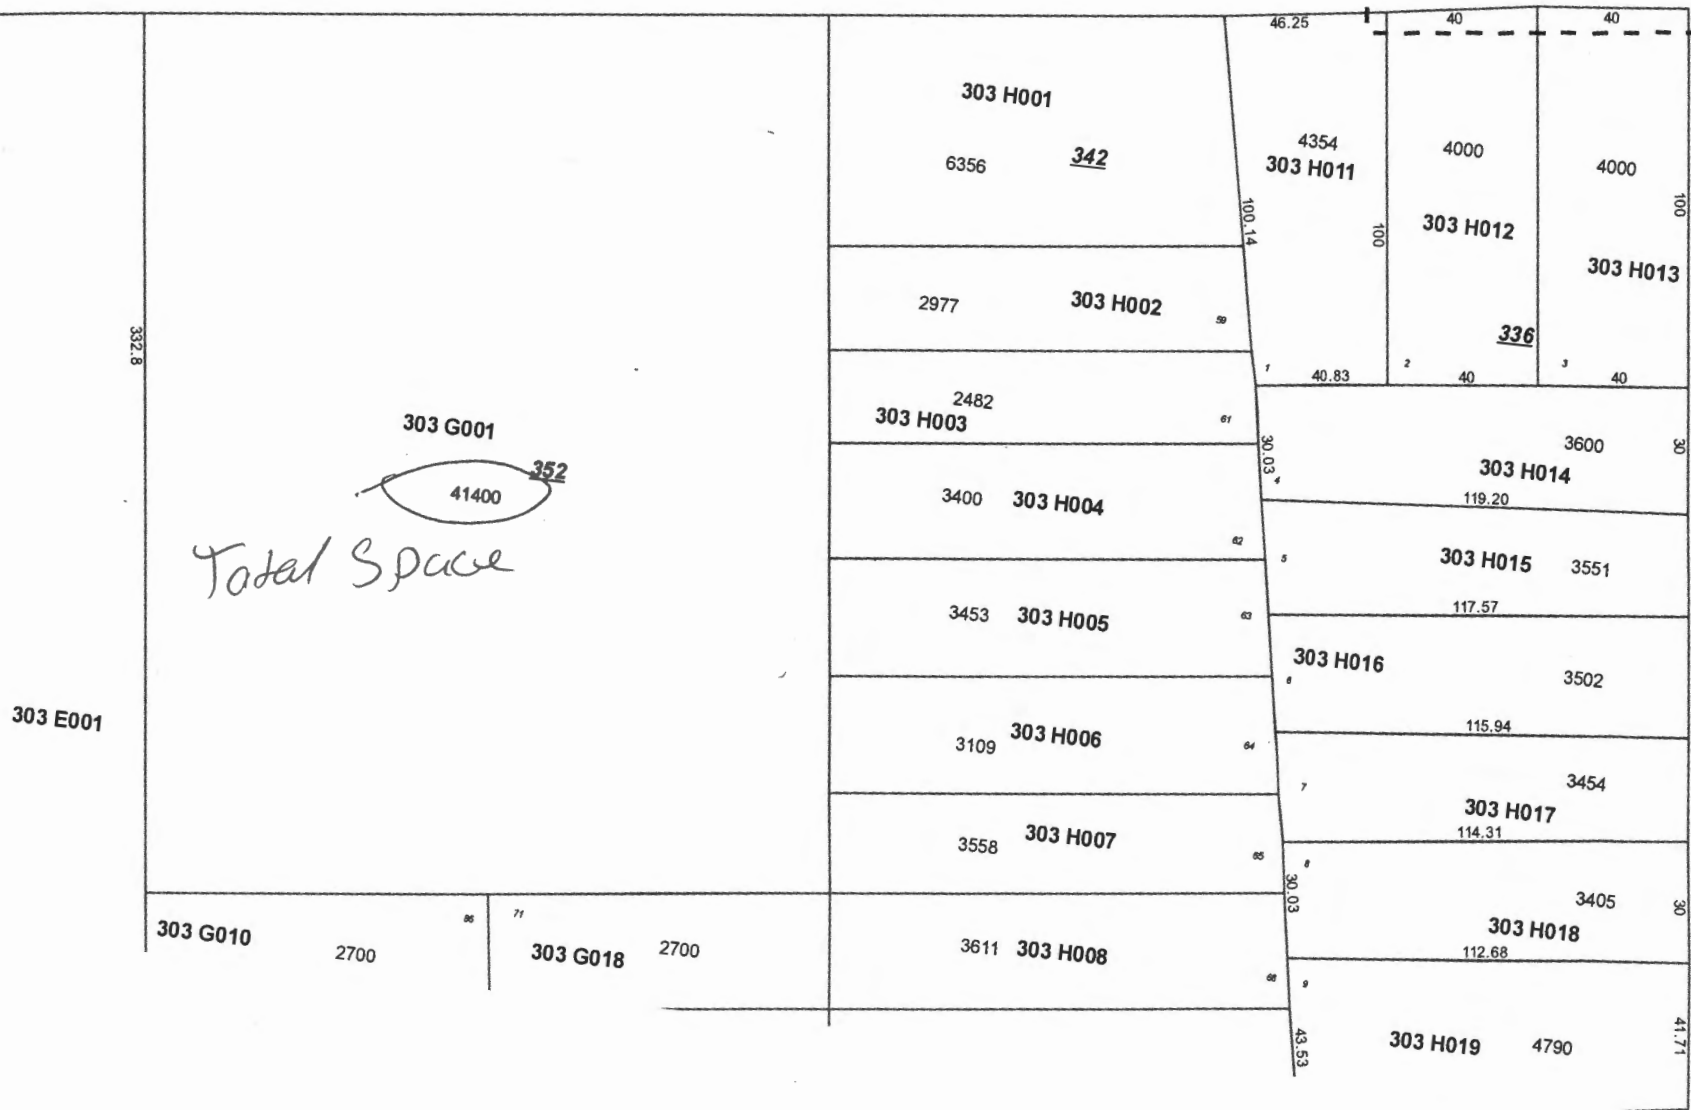 46.25
40
40
303 H001
6356
342
4354
303 H011
4000
303 H012
4000
303 H013
100.14
100
100
2977
303 H002
59
336
332.8
1
40.83
2
40
3
40
2482
303 H003
61
303 G001
352
41400
Total Space
30.03
4
3600
30
303 H014
119.20
3400 303 H004
62
5
303 H015 3551
117.57
3453 303 H005
63
303 H016
6
3502
115.94
303 E001
3109 303 H006
64
7
3454
303 H017
114.31
3558 303 H007
65
8
30.03
3405
30
303 H018
112.68
303 G010
2700
86
71
303 G018 2700
3611 303 H008
66
9
43.53
303 H019 4790
41.71